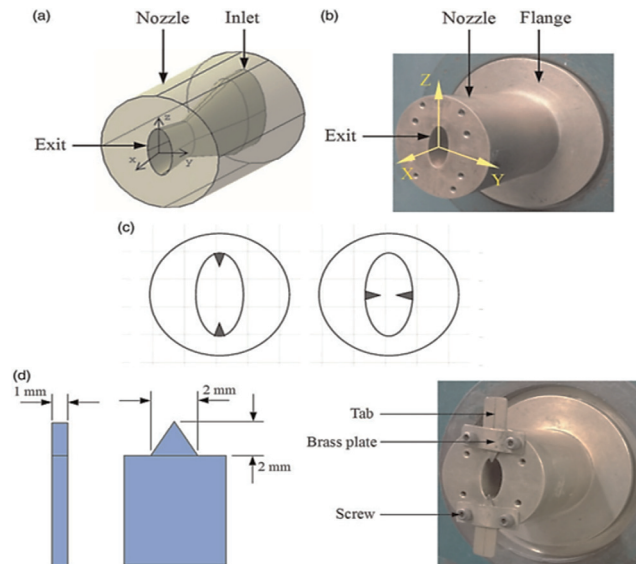 (a)
Nozzle
Inlet
Exit
z
x
Y
(b)
Nozzle
Flange
Exit
Z
X
Y
(c)
(d)
1 mm
2 mm
2 mm
Tab
Brass plate
Screw